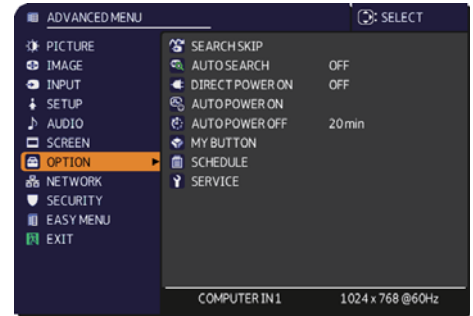 ADVANCED MENU
: SELECT
PICTURE
IMAGE
INPUT
SETUP
AUDIO
SCREEN
OPTION
NETWORK
SECURITY
EASY MENU
EXIT
SEARCH SKIP
AUTO SEARCH OFF
DIRECT POWER ON OFF
AUTO POWER ON
AUTO POWER OFF 20 min
MY BUTTON
SCHEDULE
SERVICE
COMPUTER IN 1 1024 x 768 @60Hz